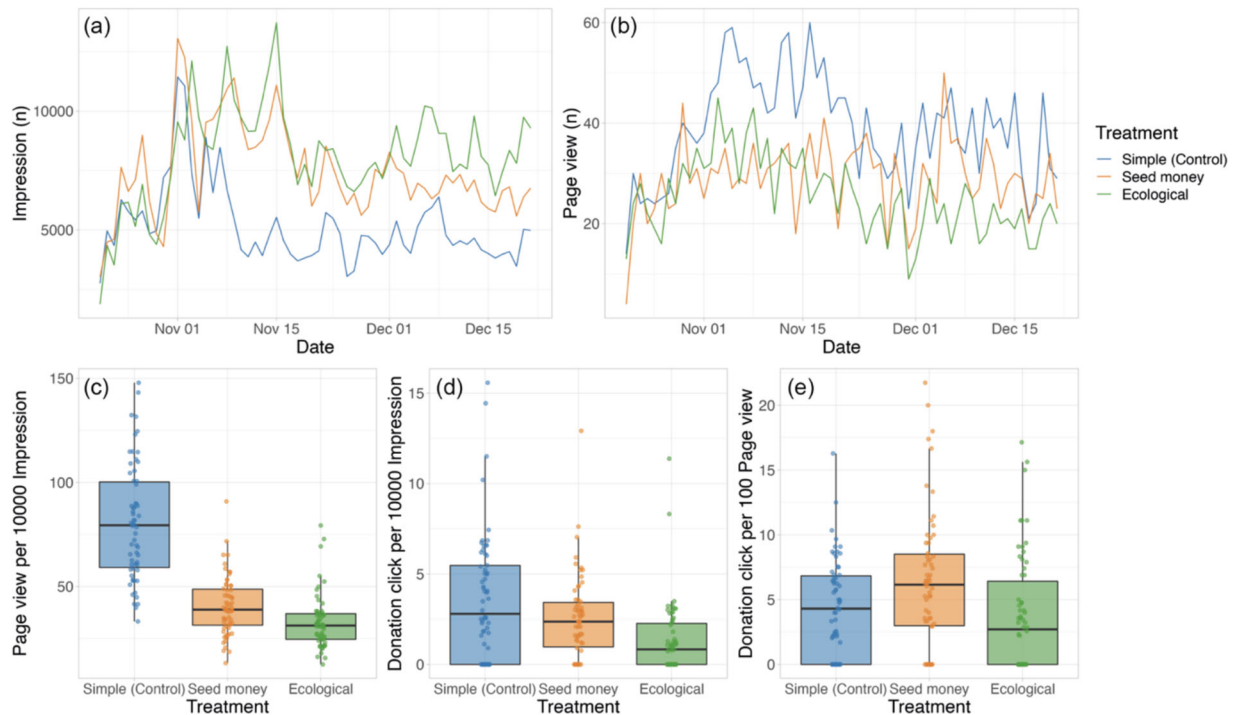 (a)
Impression (n)
10000
5000
Nov 01
Nov 15
Dec 01
Dec 15
Date
(b)
Page view (n)
60
40
20
Nov 01
Nov 15
Dec 01
Dec 15
Date
Treatment
Simple (Control)
Seed money
Ecological
(c)
Page view per 10000 Impression
150
100
50
Simple (Control)
Seed money
Ecological
Treatment
(d)
Donation click per 10000 Impression
15
10
5
0
Simple (Control)
Seed money
Ecological
Treatment
(e)
Donation click per 100 Page view
20
15
10
5
0
Simple (Control)
Seed money
Ecological
Treatment